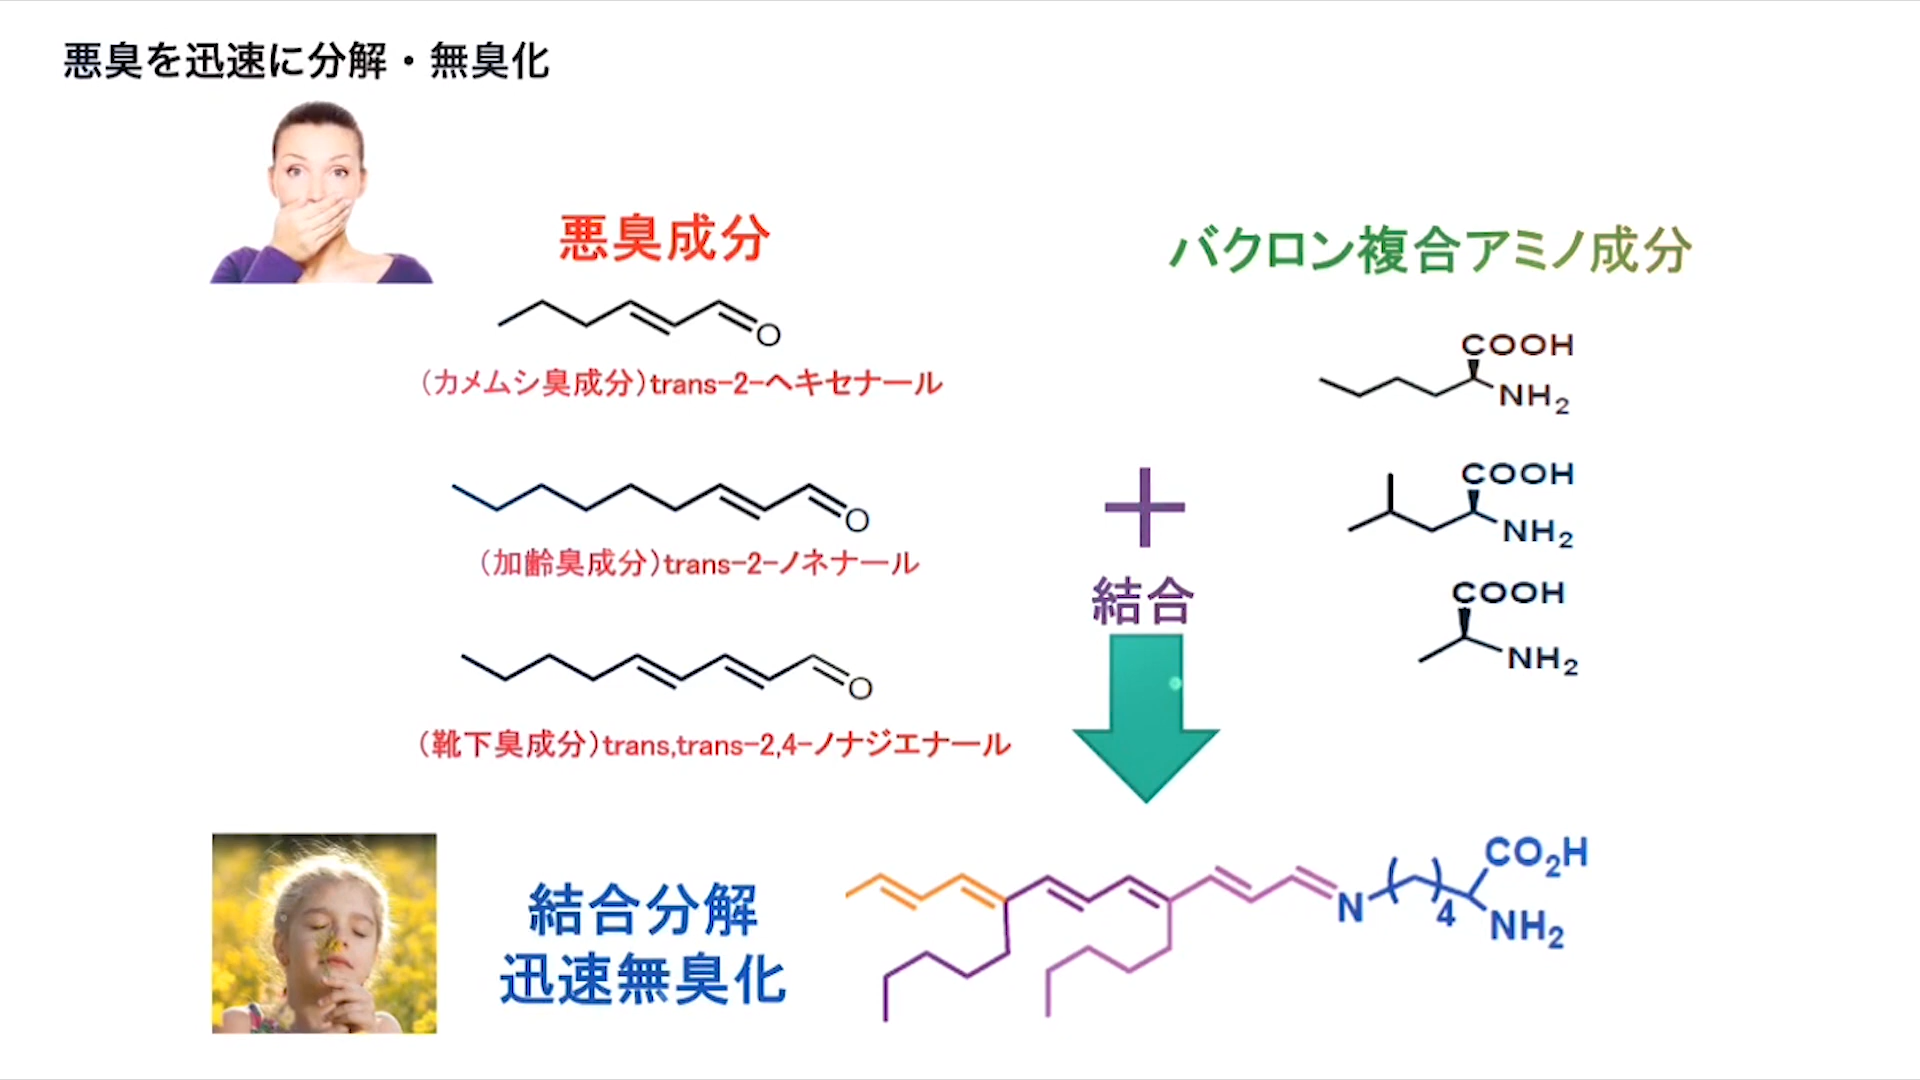 悪臭を迅速に分解・無臭化
悪臭成分
バクロン複合アミノ成分
O
(カメムシ臭成分)trans-2-ヘキセナール
COOH
NH2
O
(加齢臭成分)trans-2-ノネナール
+
COOH
NH2
結合
COOH
NH2
O
(靴下臭成分)trans,trans-2,4-ノナジエナール
結合分解
迅速無臭化
N
( )4
CO2H
NH2